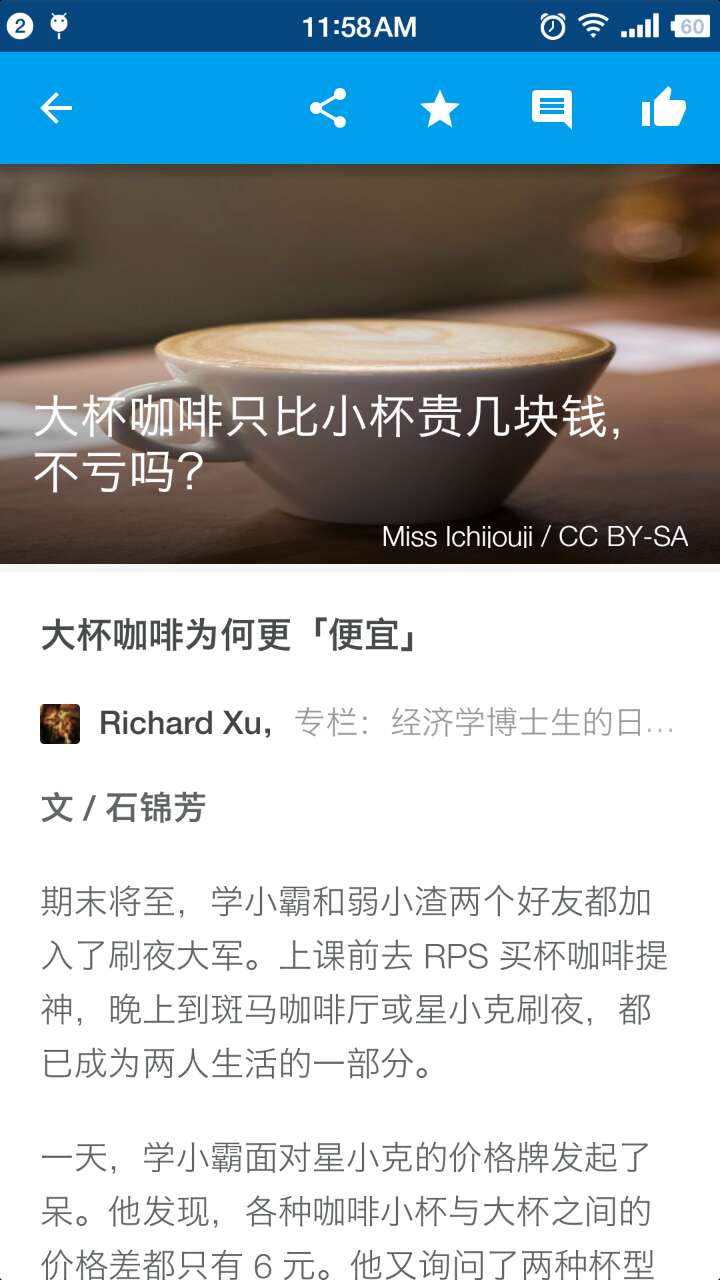 2
11:58AM
60
大杯咖啡只比小杯贵几块钱,
不亏吗?
Miss Ichijouji / CC BY-SA
大杯咖啡为何更「便宜」
Richard Xu，专栏：经济学博士生的日…
文 / 石锦芳
期末将至，学小霸和弱小渣两个好友都加
入了刷夜大军。上课前去 RPS 买杯咖啡提
神，晚上到斑马咖啡厅或星小克刷夜，都
已成为两人生活的一部分。
一天，学小霸面对星小克的价格牌发起了
呆。他发现，各种咖啡小杯与大杯之间的
价格差都只有 6 元。他又询问了两种杯型